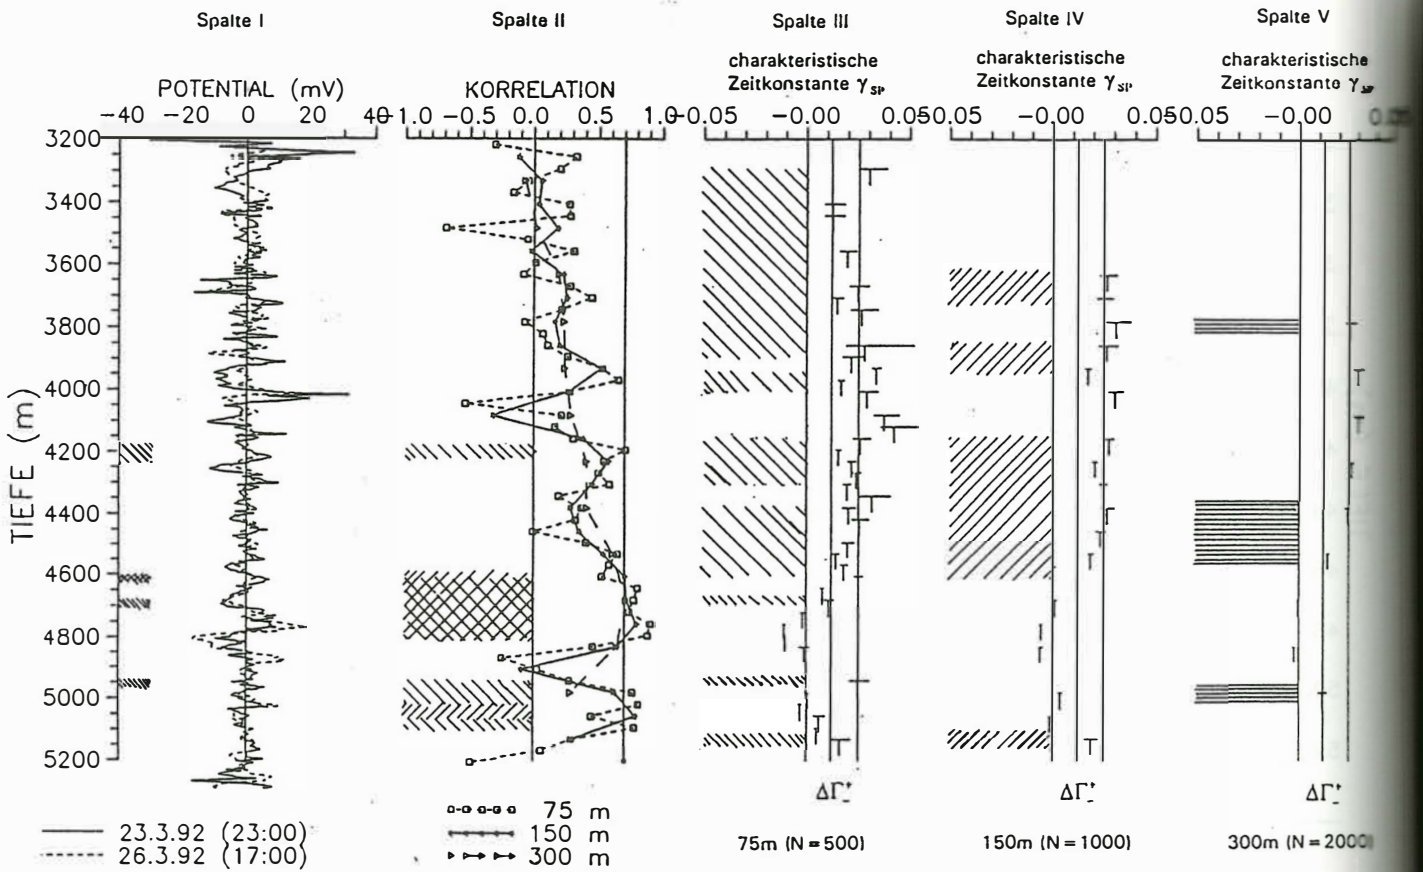 Spalte I Spalte II Spalte III Spalte IV Spalte V
charakteristische charakteristische charakteristische
Zeitkonstante γSP Zeitkonstante γSP Zeitkonstante γSP
POTENTIAL (mV) KORRELATION
−40 −20 0 20 40
−1.0 −0.5 0.0 0.5 1.0
−0.05 −0.00 0.05
−0.05 −0.00 0.05
−0.05 −0.00 0.05
TIEFE (m)
3200
3400
3600
3800
4000
4200
4400
4600
4800
5000
5200
ΔΓ⁺₋ ΔΓ⁺₋ ΔΓ⁺₋
75 m
150 m
300 m
23.3.92 (23:00)
26.3.92 (17:00)
75m (N = 500) 150m (N = 1000) 300m (N = 2000)